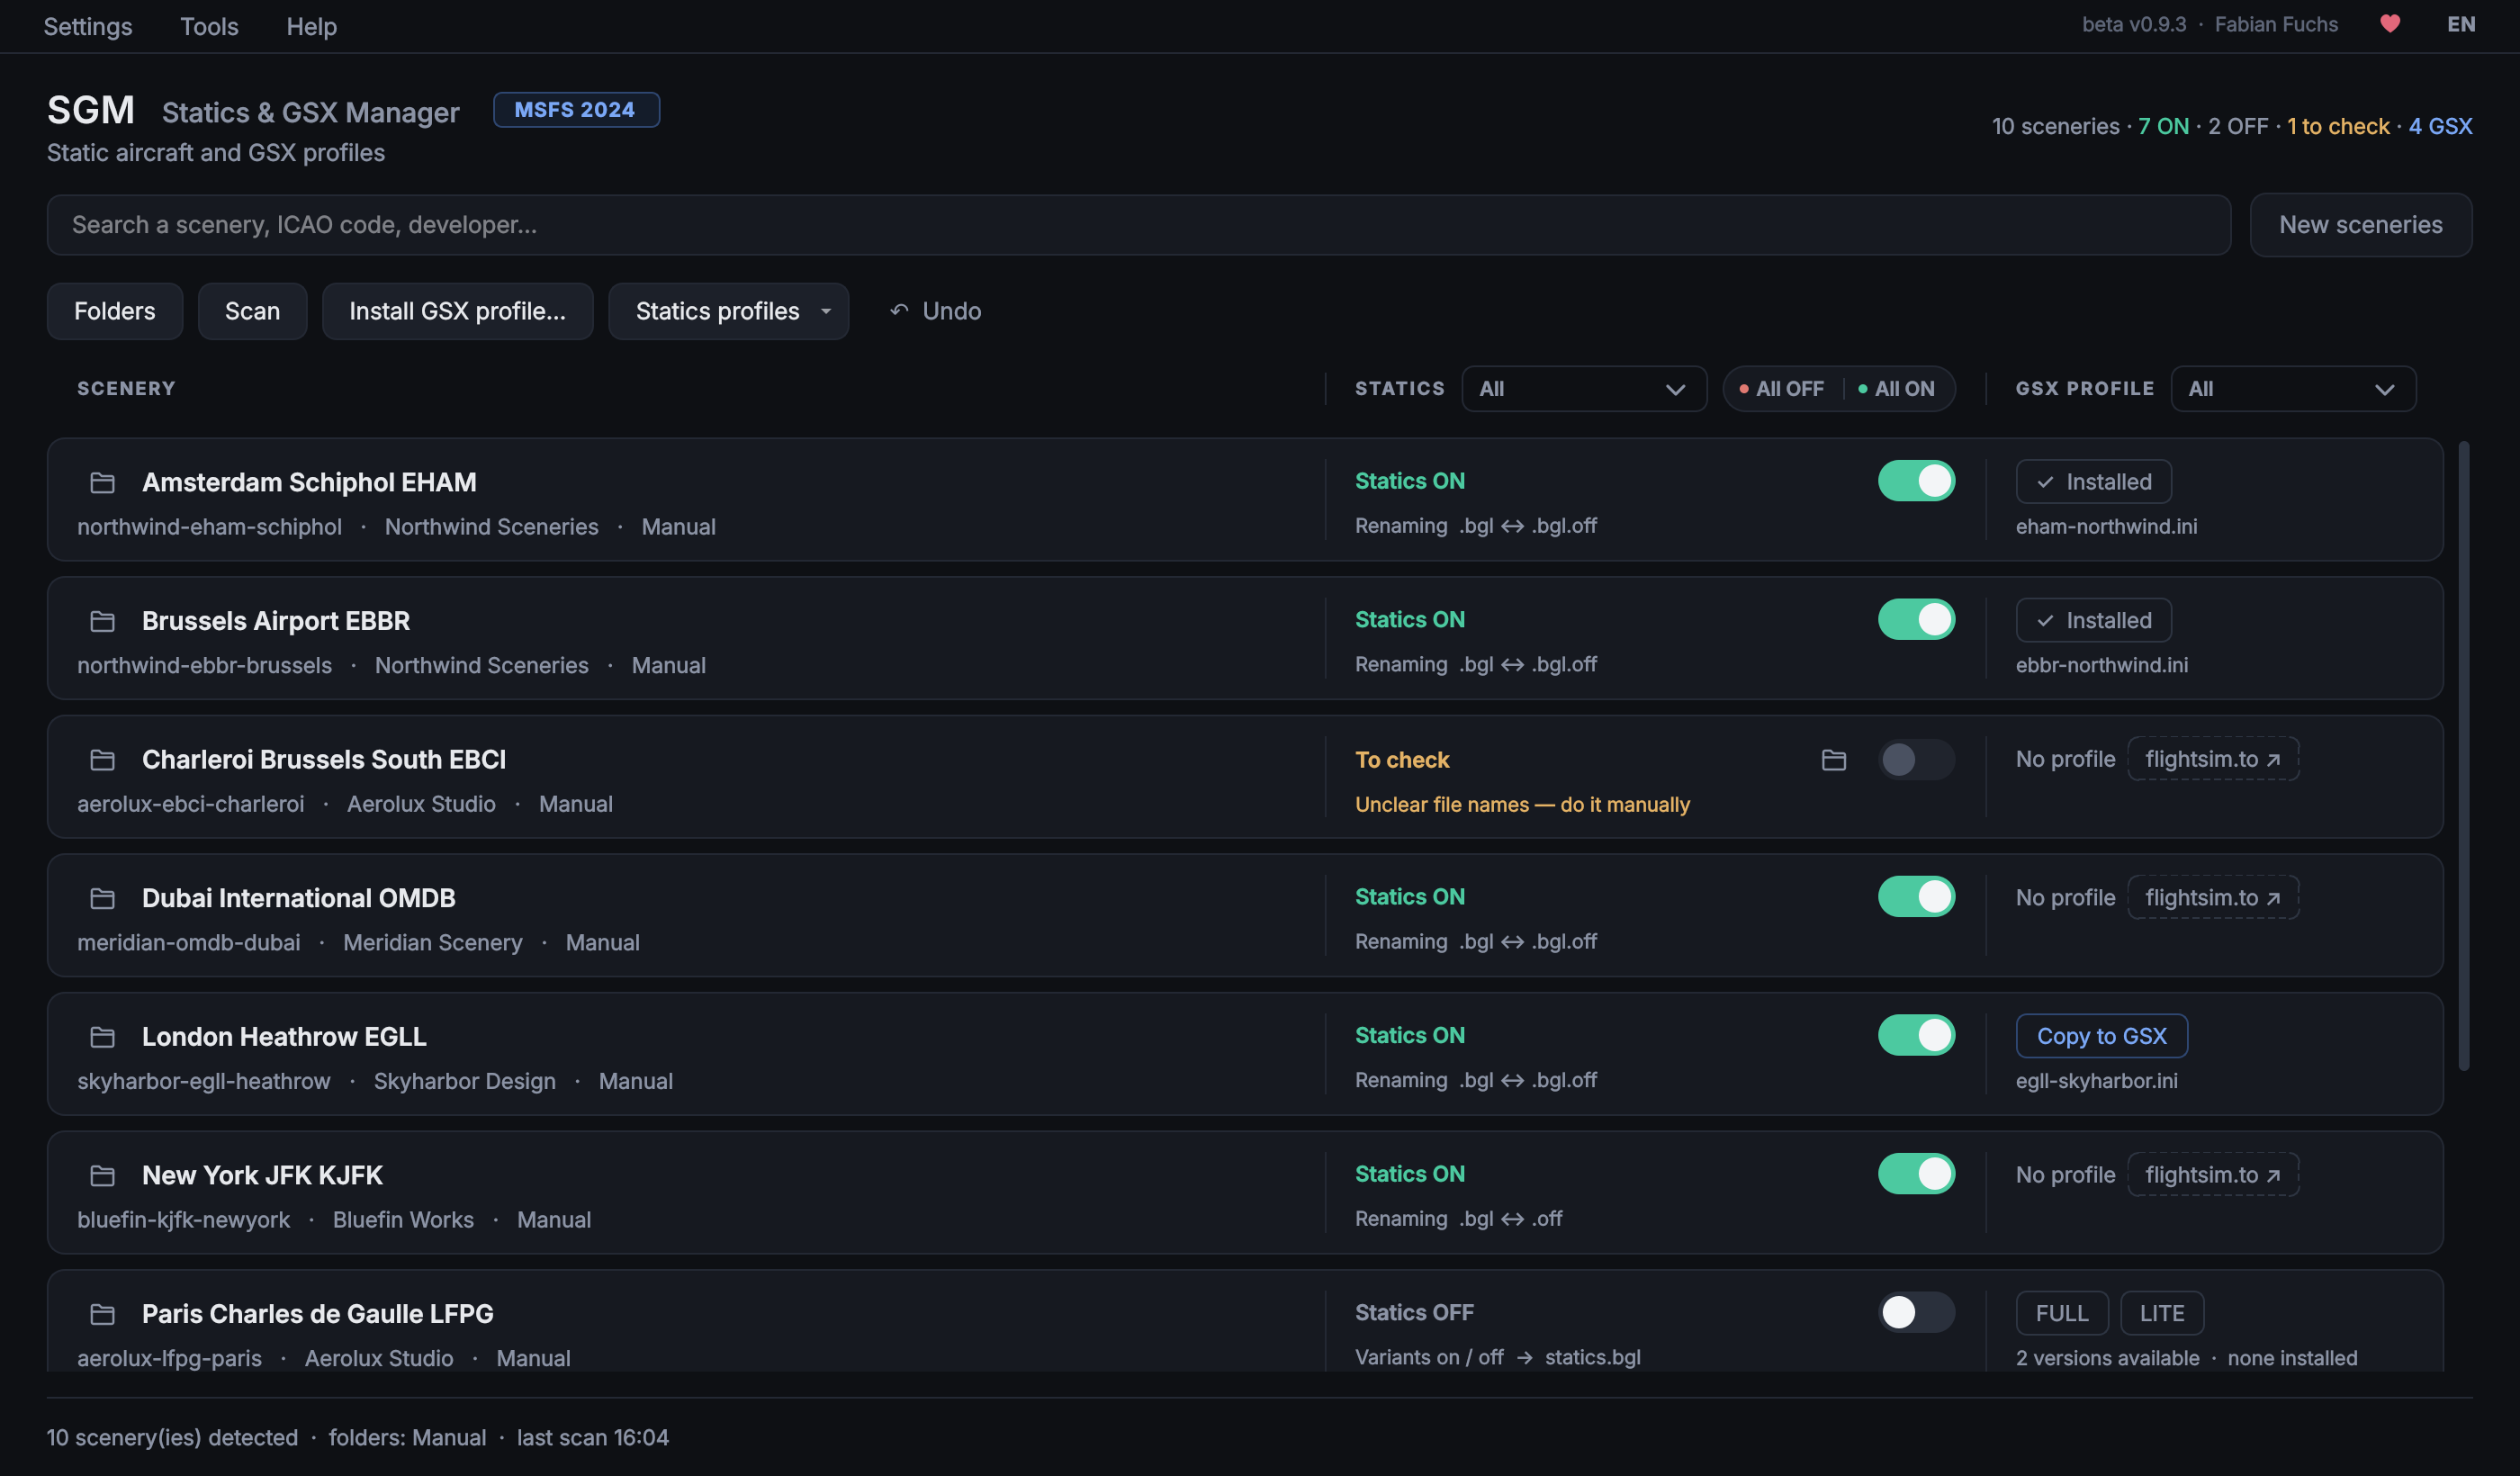 Settings Tools Help beta v0.9.3 · Fabian Fuchs EN
SGM Statics & GSX Manager MSFS 2024
Static aircraft and GSX profiles
10 sceneries · 7 ON · 2 OFF · 1 to check · 4 GSX
Search a scenery, ICAO code, developer... New sceneries
Folders Scan Install GSX profile... Statics profiles Undo
SCENERY STATICS All All OFF All ON GSX PROFILE All
Amsterdam Schiphol EHAM Statics ON ✓ Installed
northwind-eham-schiphol · Northwind Sceneries · Manual Renaming .bgl ↔ .bgl.off eham-northwind.ini
Brussels Airport EBBR Statics ON ✓ Installed
northwind-ebbr-brussels · Northwind Sceneries · Manual Renaming .bgl ↔ .bgl.off ebbr-northwind.ini
Charleroi Brussels South EBCI To check No profile flightsim.to ↗
aerolux-ebci-charleroi · Aerolux Studio · Manual Unclear file names — do it manually
Dubai International OMDB Statics ON No profile flightsim.to ↗
meridian-omdb-dubai · Meridian Scenery · Manual Renaming .bgl ↔ .bgl.off
London Heathrow EGLL Statics ON Copy to GSX
skyharbor-egll-heathrow · Skyharbor Design · Manual Renaming .bgl ↔ .bgl.off egll-skyharbor.ini
New York JFK KJFK Statics ON No profile flightsim.to ↗
bluefin-kjfk-newyork · Bluefin Works · Manual Renaming .bgl ↔ .off
Paris Charles de Gaulle LFPG Statics OFF FULL LITE
aerolux-lfpg-paris · Aerolux Studio · Manual Variants on / off → statics.bgl 2 versions available · none installed
10 scenery(ies) detected · folders: Manual · last scan 16:04